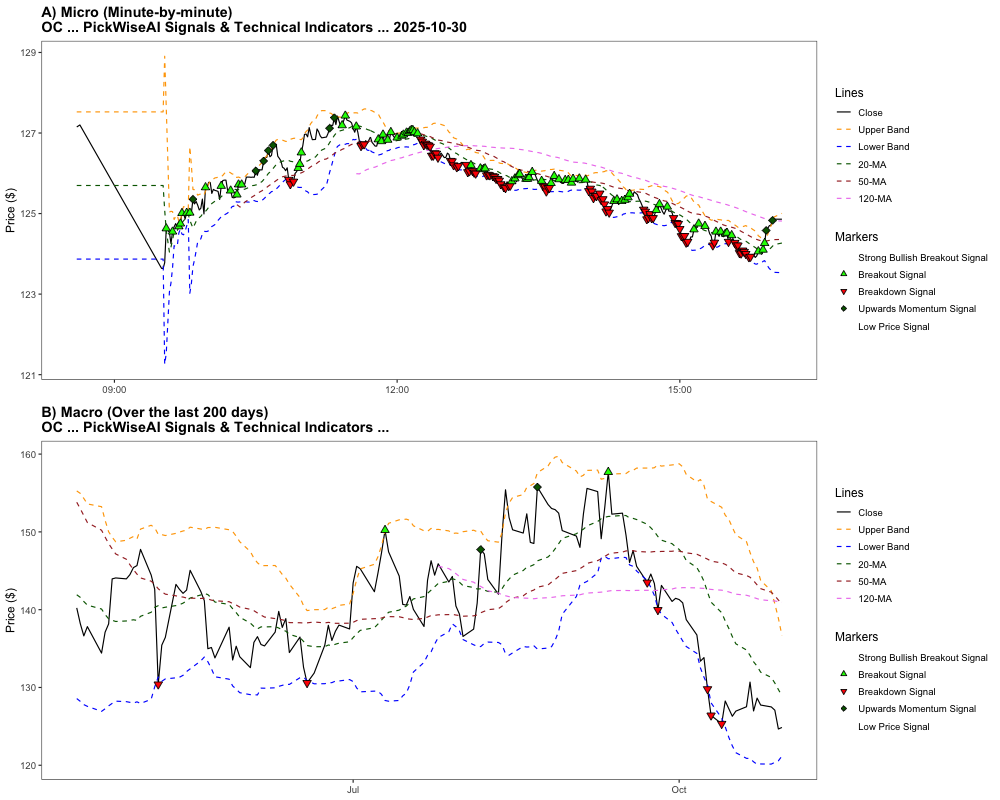 A) Micro (Minute-by-minute)
OC ... PickWiseAI Signals & Technical Indicators ... 2025-10-30
Price ($)
129
127
125
123
121
09:00
12:00
15:00
Lines
Close
Upper Band
Lower Band
20-MA
50-MA
120-MA
Markers
Strong Bullish Breakout Signal
Breakout Signal
Breakdown Signal
Upwards Momentum Signal
Low Price Signal
B) Macro (Over the last 200 days)
OC ... PickWiseAI Signals & Technical Indicators ...
Price ($)
160
150
140
130
120
Jul
Oct
Lines
Close
Upper Band
Lower Band
20-MA
50-MA
120-MA
Markers
Strong Bullish Breakout Signal
Breakout Signal
Breakdown Signal
Upwards Momentum Signal
Low Price Signal